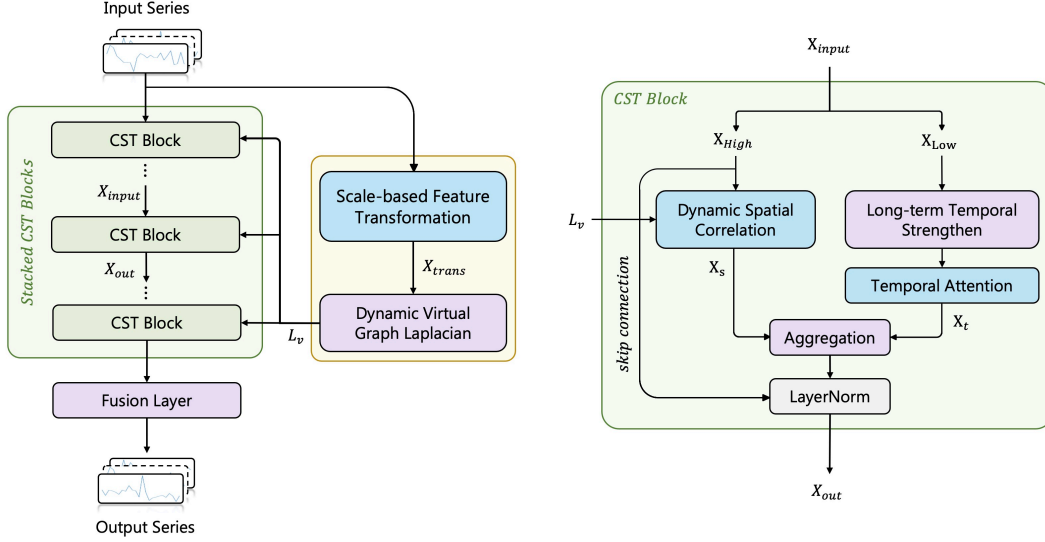 Input Series
Stacked CST Blocks
CST Block
⋮
X_input
CST Block
X_out
⋮
CST Block
Fusion Layer
Output Series
Scale-based Feature
Transformation
X_trans
Dynamic Virtual
Graph Laplacian
L_v
X_input
CST Block
X_High
X_Low
L_v
Dynamic Spatial
Correlation
Long-term Temporal
Strengthen
skip connection
X_s
Temporal Attention
X_t
Aggregation
LayerNorm
X_out